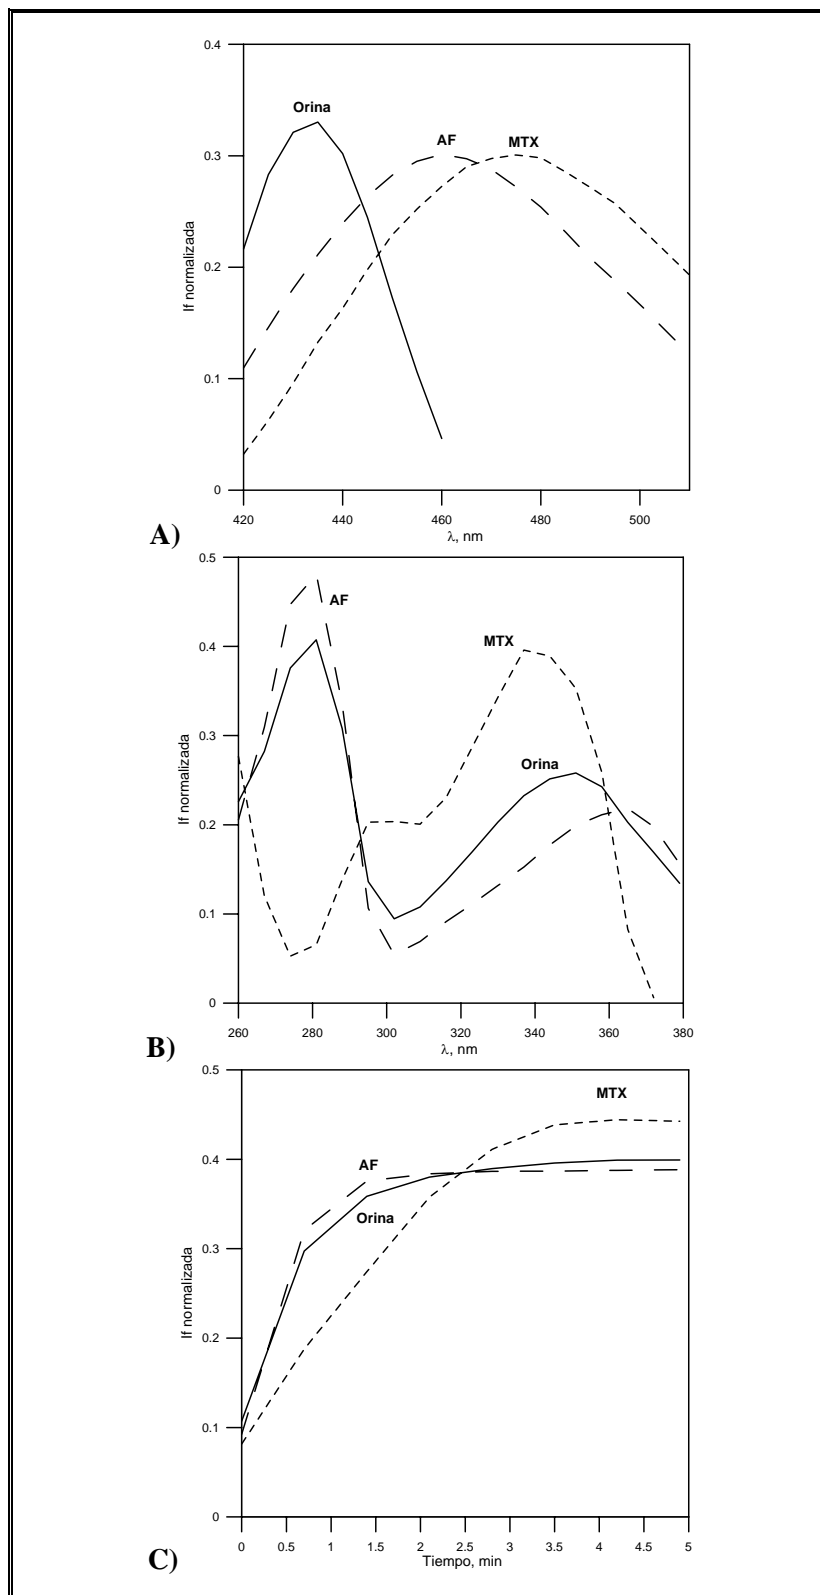 0.4
Orina
AF
MTX
0.3
0.2
If normalizada
0.1
0
420
440
460
480
500
λ, nm
A)
0.5
AF
MTX
0.4
0.3
Orina
If normalizada
0.2
0.1
0
260
280
300
320
340
360
380
λ, nm
B)
0.5
MTX
0.4
AF
Orina
0.3
If normalizada
0.2
0.1
0
0
0.5
1
1.5
2
2.5
3
3.5
4
4.5
5
Tiempo, min
C)